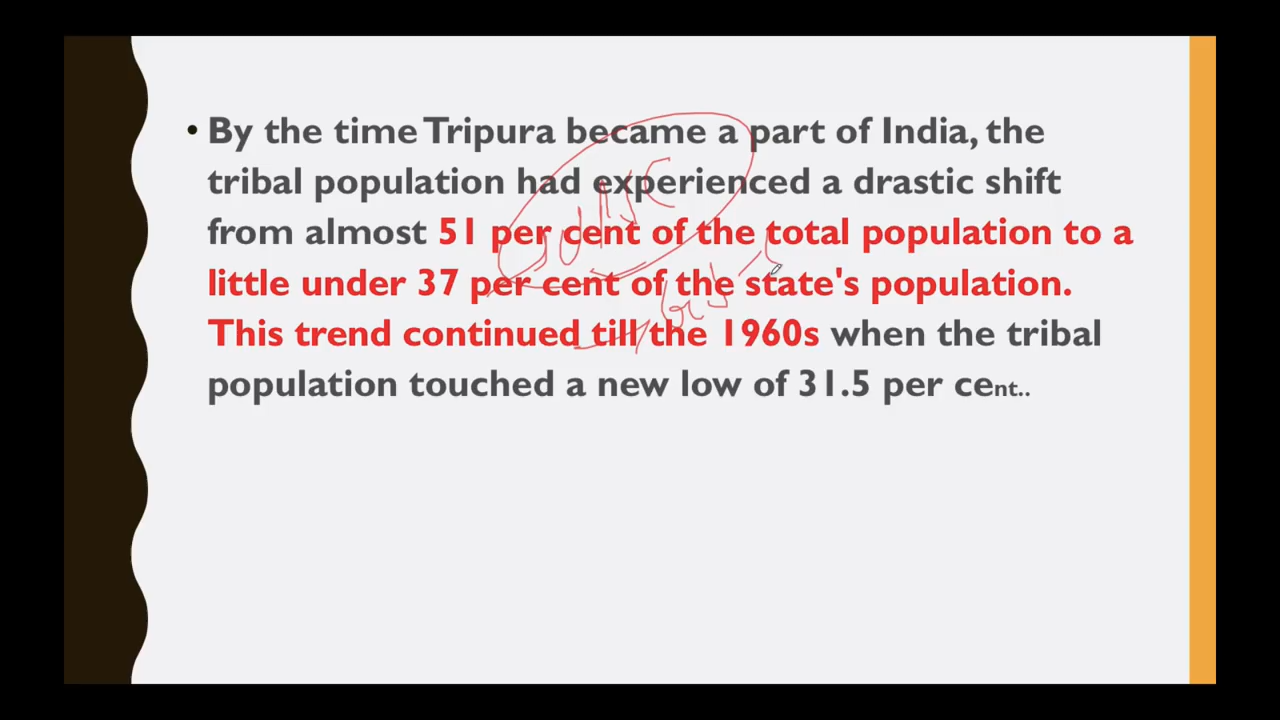 • By the time Tripura became a part of India, the
tribal population had experienced a drastic shift
from almost 51 per cent of the total population to a
little under 37 per cent of the state's population.
This trend continued till the 1960s when the tribal
population touched a new low of 31.5 per cent..